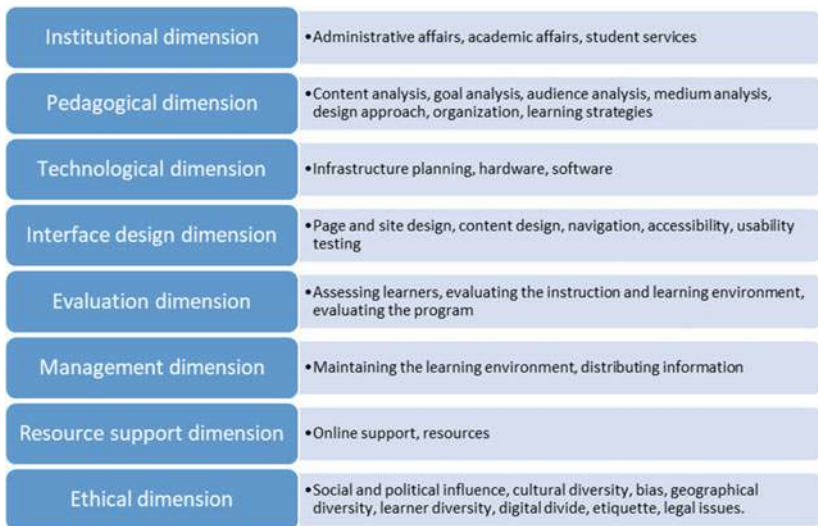 Institutional dimension
•Administrative affairs, academic affairs, student services
Pedagogical dimension
•Content analysis, goal analysis, audience analysis, medium analysis,
design approach, organization, learning strategies
Technological dimension
•Infrastructure planning, hardware, software
Interface design dimension
•Page and site design, content design, navigation, accessibility, usability
testing
Evaluation dimension
•Assessing learners, evaluating the instruction and learning environment,
evaluating the program
Management dimension
•Maintaining the learning environment, distributing information
Resource support dimension
•Online support, resources
Ethical dimension
•Social and political influence, cultural diversity, bias, geographical
diversity, learner diversity, digital divide, etiquette, legal issues.